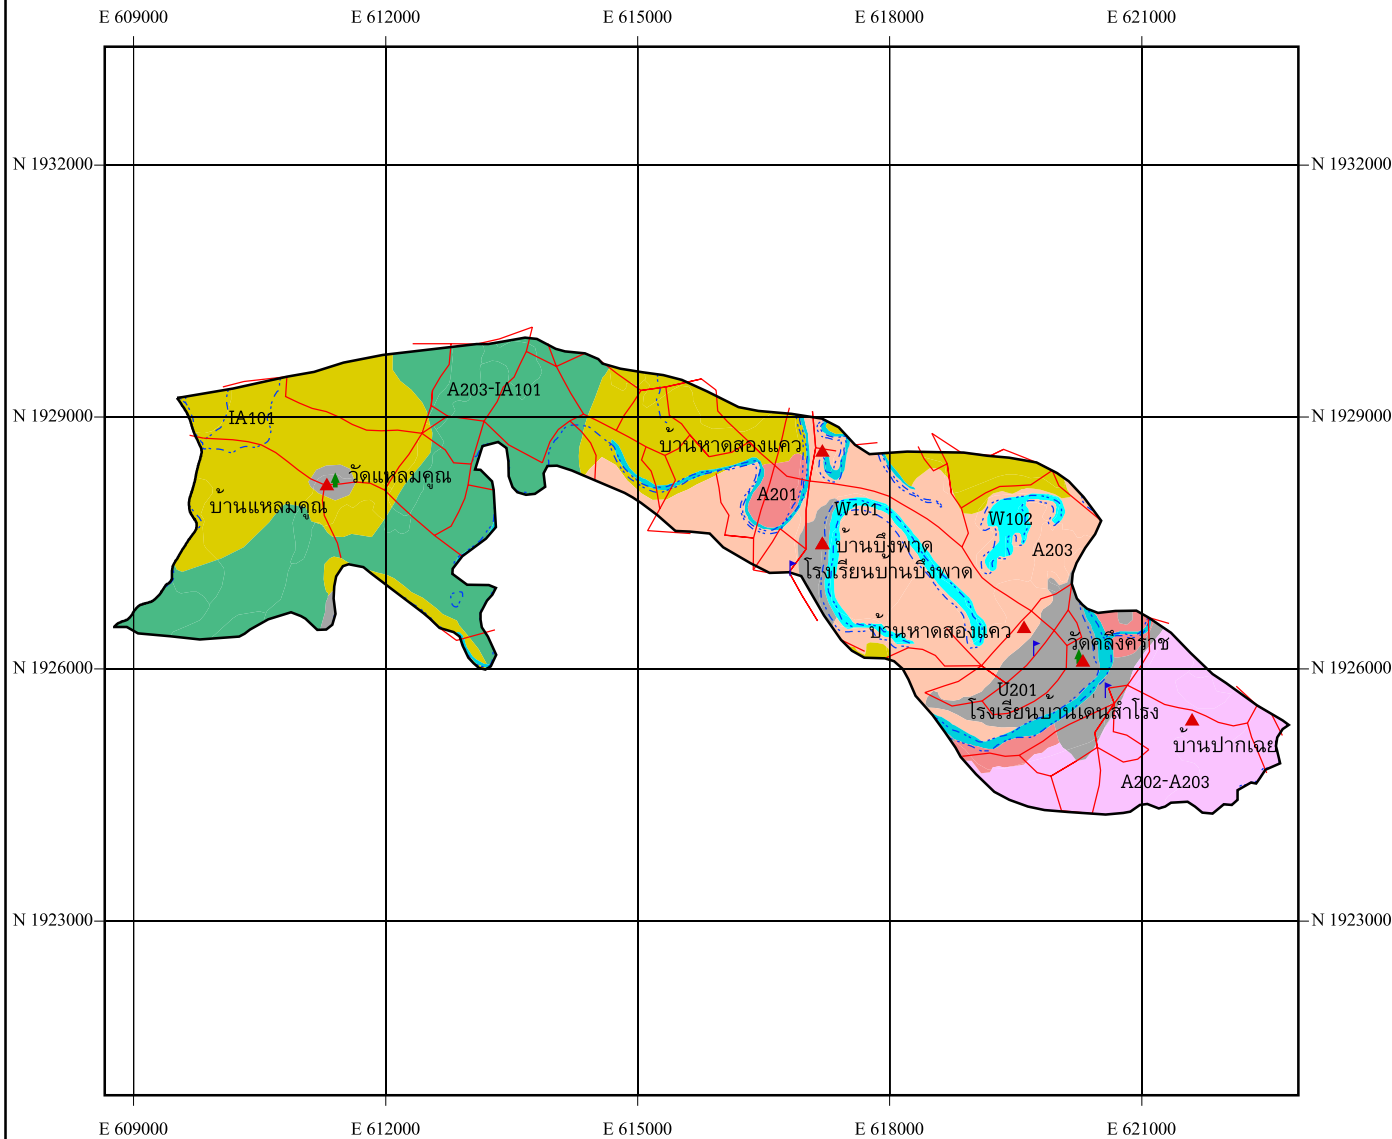 E 609000 E 612000 E 615000 E 618000 E 621000
N 1932000 N 1932000
A203-IA101
N 1929000 IA101 N 1929000
บ้านหาดสองแคว
วัดแหลมคูณ
A201
บ้านแหลมคูณ W101
W102
บ้านบึงพาด A203
โรงเรียนบ้านบึงพาด
บ้านหาดสองแคว
วัดคลึงคราช
N 1926000 N 1926000
U201
โรงเรียนบ้านเดนสำโรง
บ้านปากเฉย
A202-A203
N 1923000 N 1923000
E 609000 E 612000 E 615000 E 618000 E 621000